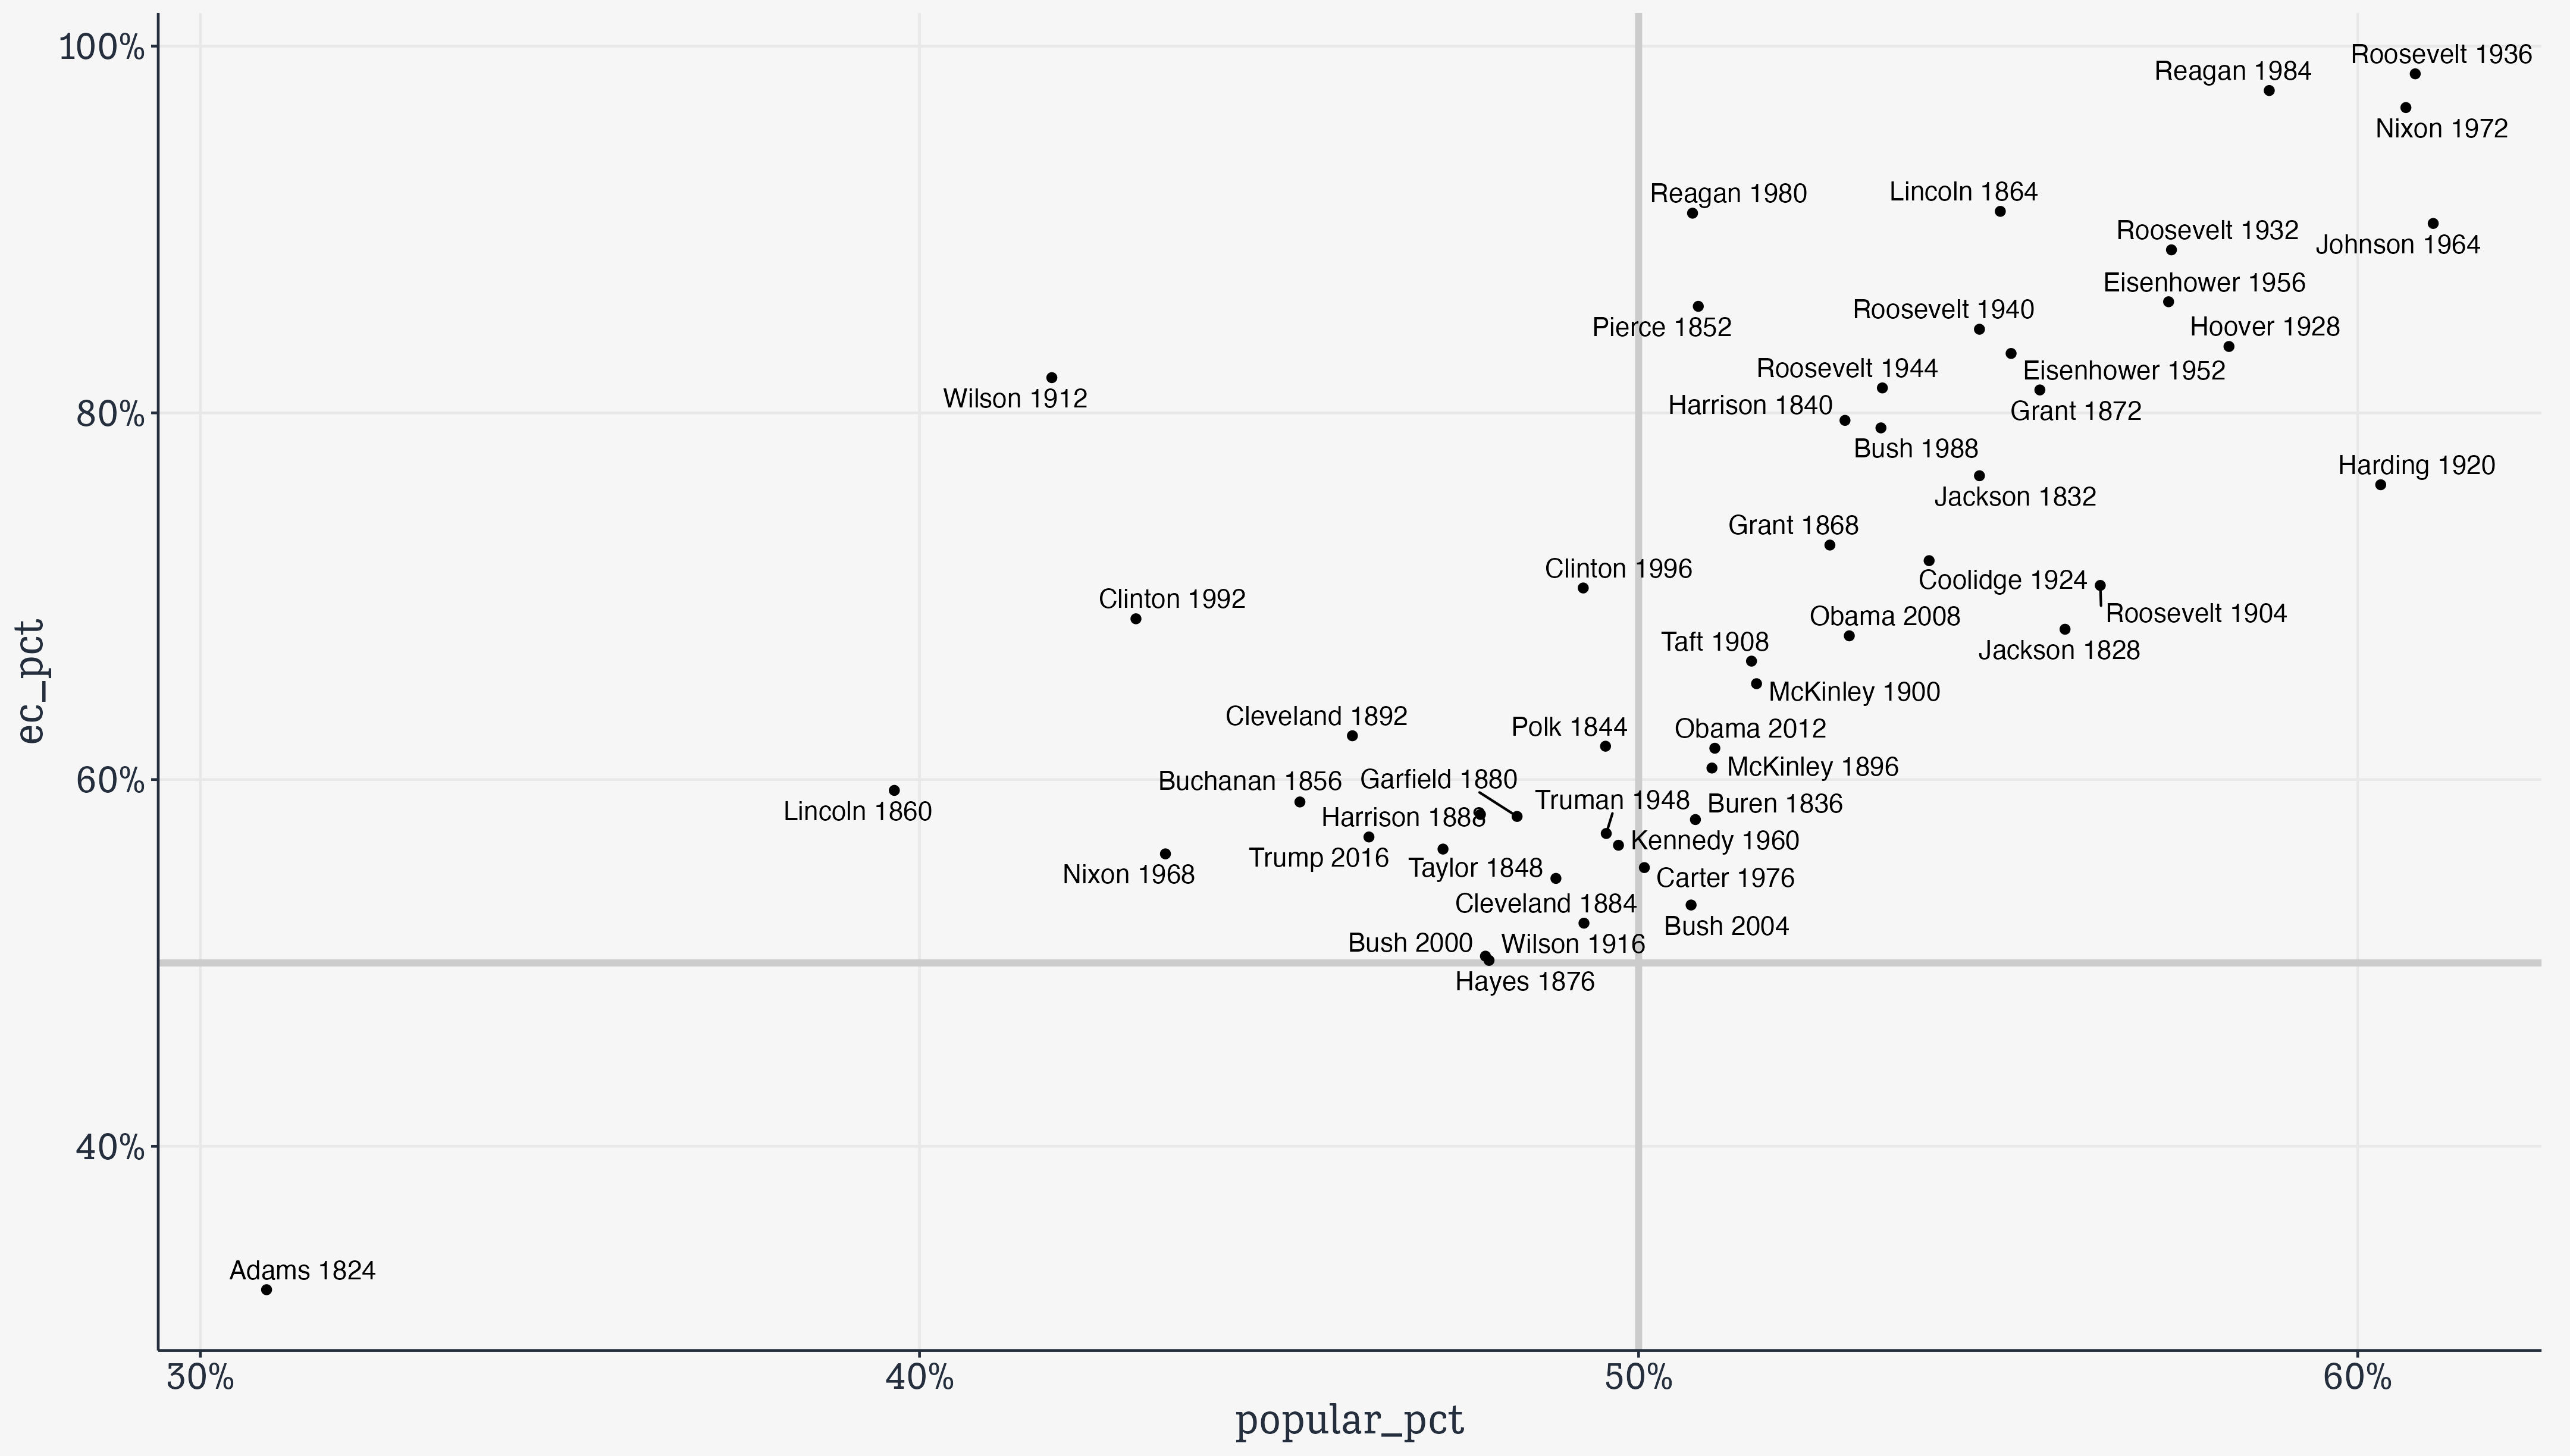 100%
Roosevelt 1936
Reagan 1984
Nixon 1972
Reagan 1980
Lincoln 1864
Roosevelt 1932
Johnson 1964
Eisenhower 1956
Roosevelt 1940
Pierce 1852
Hoover 1928
Roosevelt 1944
Eisenhower 1952
Wilson 1912
Harrison 1840
Grant 1872
80%
Bush 1988
Harding 1920
Jackson 1832
Grant 1868
Clinton 1996
Coolidge 1924
Clinton 1992
Roosevelt 1904
Obama 2008
Taft 1908
Jackson 1828
McKinley 1900
ec_pct
Cleveland 1892
Polk 1844
Obama 2012
McKinley 1896
60%
Buchanan 1856
Garfield 1880
Truman 1948
Buren 1836
Lincoln 1860
Harrison 1888
Kennedy 1960
Trump 2016
Taylor 1848
Nixon 1968
Carter 1976
Cleveland 1884
Bush 2004
Bush 2000
Wilson 1916
Hayes 1876
40%
Adams 1824
30%
40%
50%
60%
popular_pct